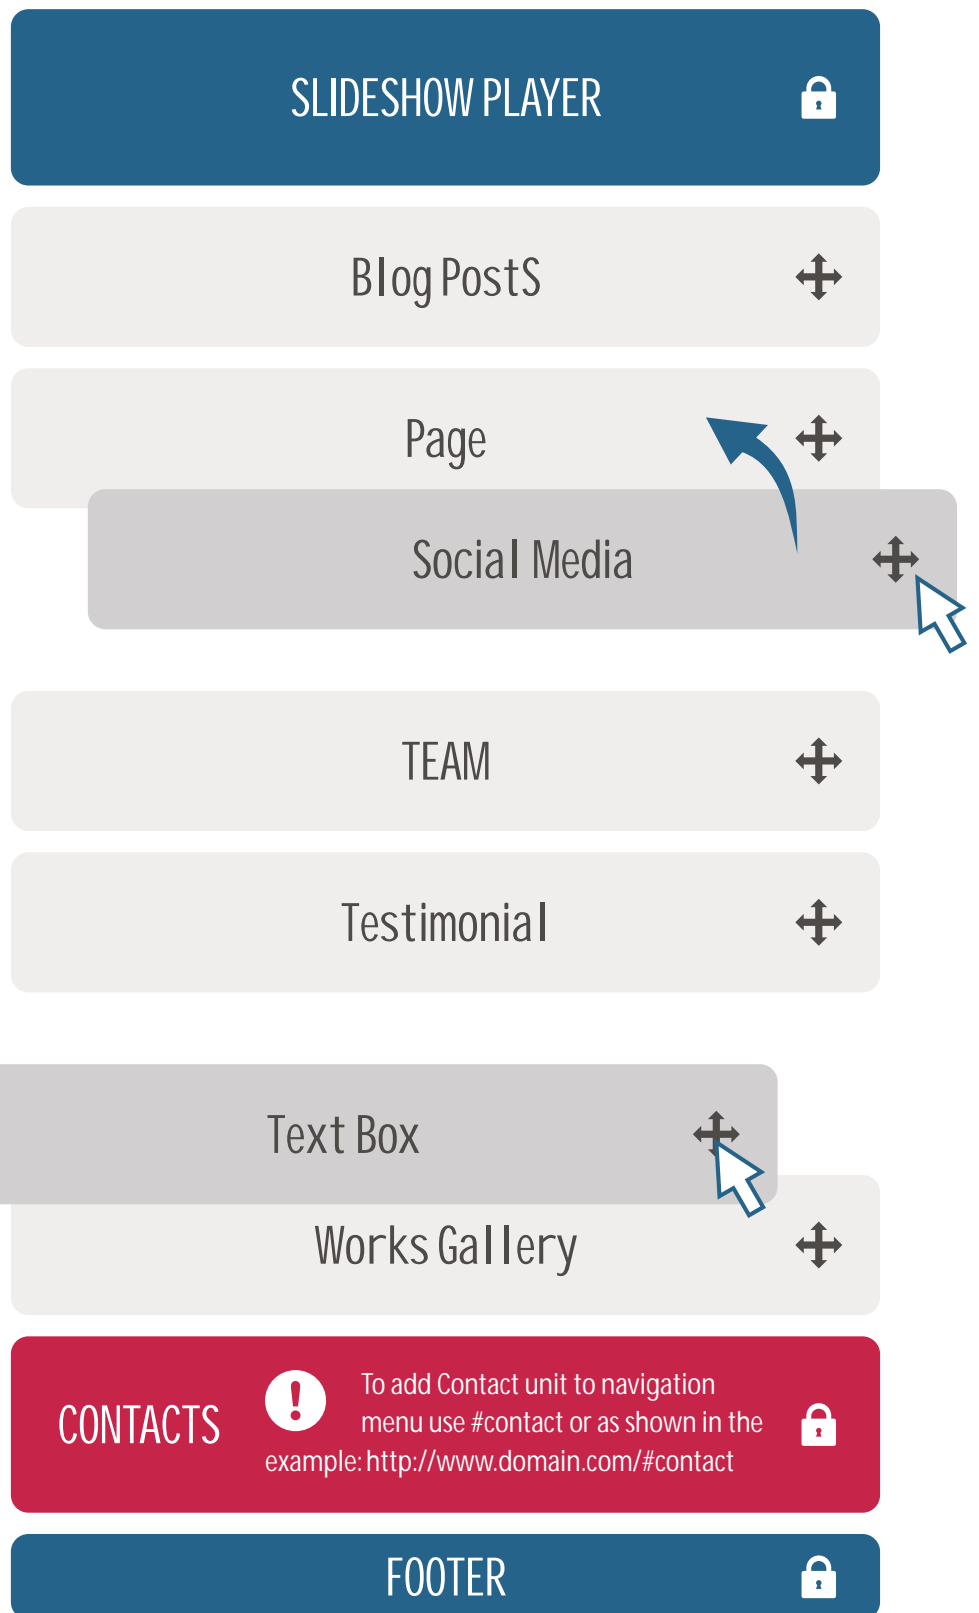 SLIDESHOW PLAYER
Blog PostS
Page
Social Media
TEAM
Testimonial
Text Box
Works Gallery
CONTACTS
To add Contact unit to navigation
menu use #contact or as shown in the
example: http://www.domain.com/#contact
FOOTER